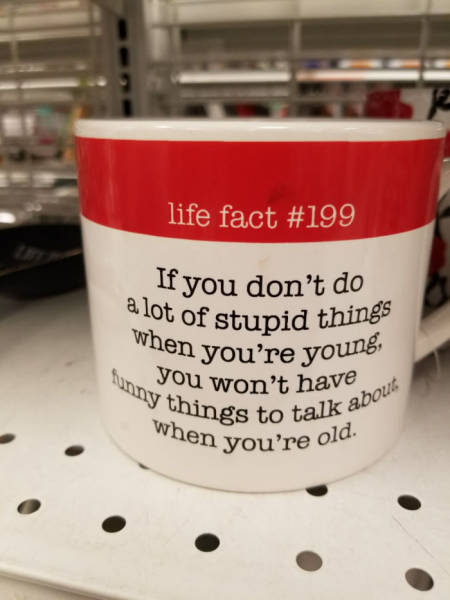 life fact #199
If you don't do
a lot of stupid things
when you're young,
you won't have
funny things to talk about
when you're old.